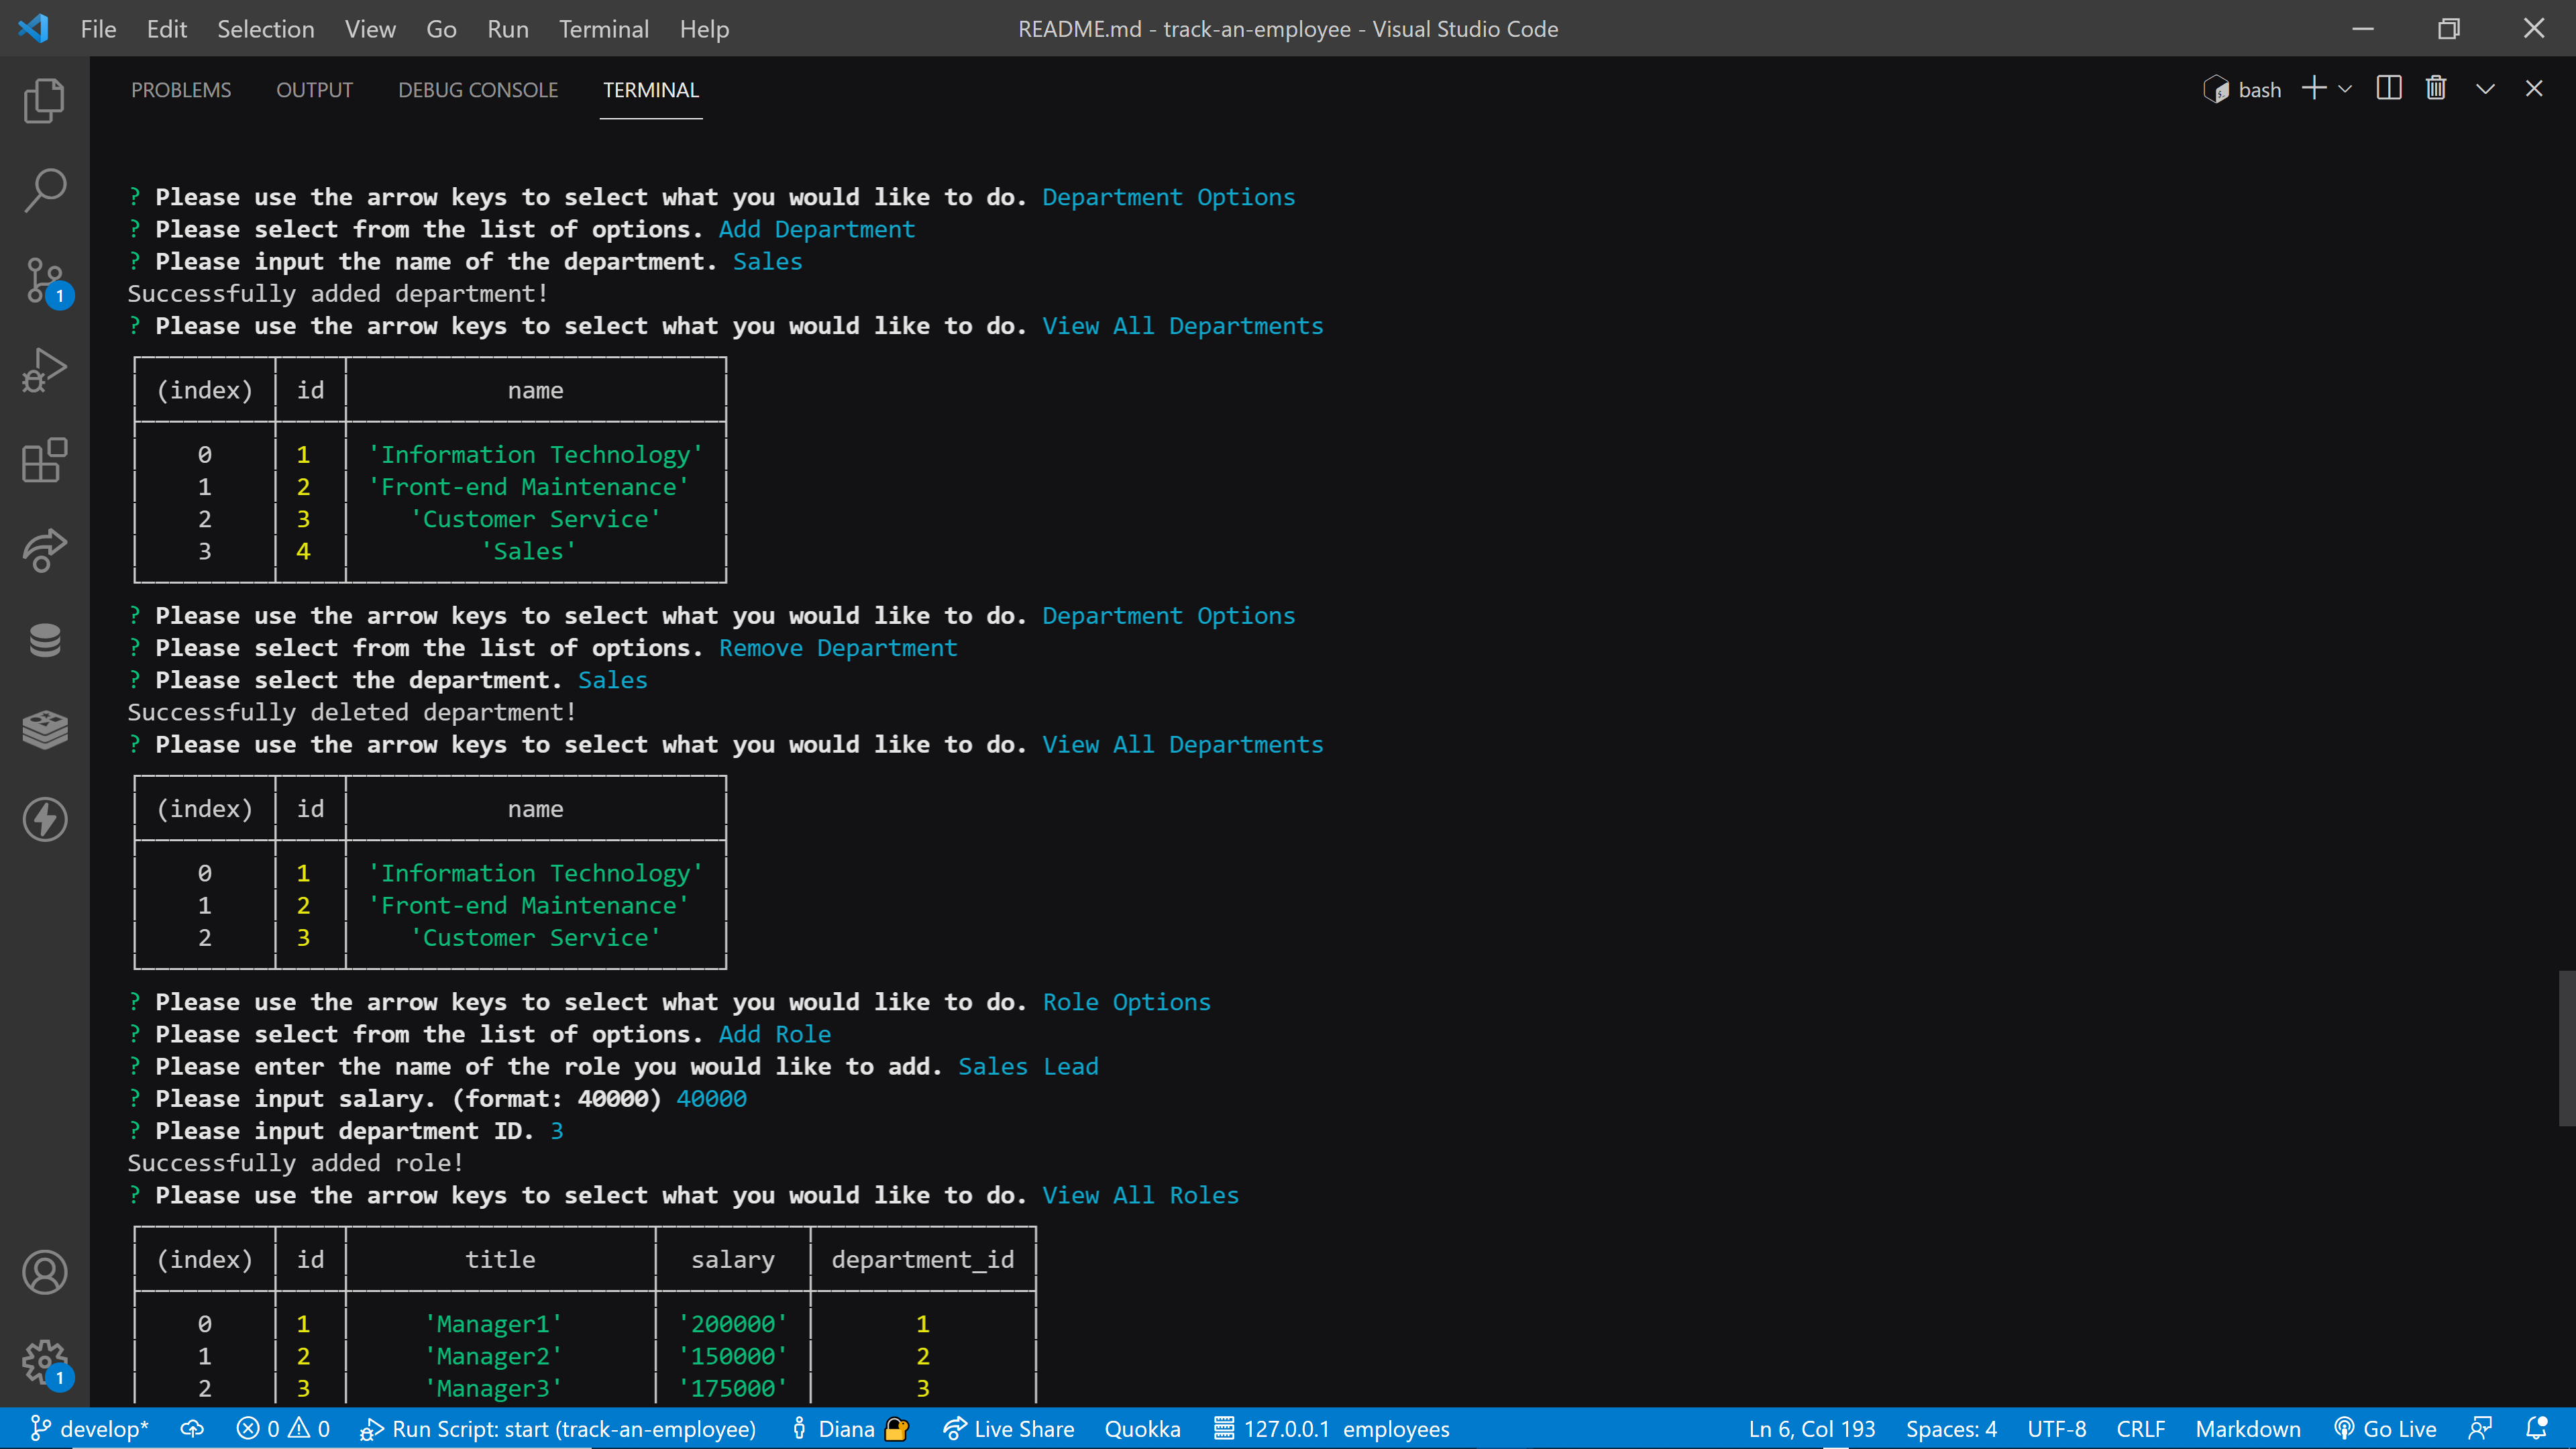 File Edit Selection View Go Run Terminal Help README.md - track-an-employee - Visual Studio Code
PROBLEMS OUTPUT DEBUG CONSOLE TERMINAL bash
? Please use the arrow keys to select what you would like to do. Department Options
? Please select from the list of options. Add Department
? Please input the name of the department. Sales
Successfully added department!
? Please use the arrow keys to select what you would like to do. View All Departments
(index) id name
0 1 'Information Technology'
1 2 'Front-end Maintenance'
2 3 'Customer Service'
3 4 'Sales'
? Please use the arrow keys to select what you would like to do. Department Options
? Please select from the list of options. Remove Department
? Please select the department. Sales
Successfully deleted department!
? Please use the arrow keys to select what you would like to do. View All Departments
(index) id name
0 1 'Information Technology'
1 2 'Front-end Maintenance'
2 3 'Customer Service'
? Please use the arrow keys to select what you would like to do. Role Options
? Please select from the list of options. Add Role
? Please enter the name of the role you would like to add. Sales Lead
? Please input salary. (format: 40000) 40000
? Please input department ID. 3
Successfully added role!
? Please use the arrow keys to select what you would like to do. View All Roles
(index) id title salary department_id
0 1 'Manager1' '200000' 1
1 2 'Manager2' '150000' 2
2 3 'Manager3' '175000' 3
1
1
develop* 0 0 Run Script: start (track-an-employee) Diana Live Share Quokka 127.0.0.1 employees Ln 6, Col 193 Spaces: 4 UTF-8 CRLF Markdown Go Live